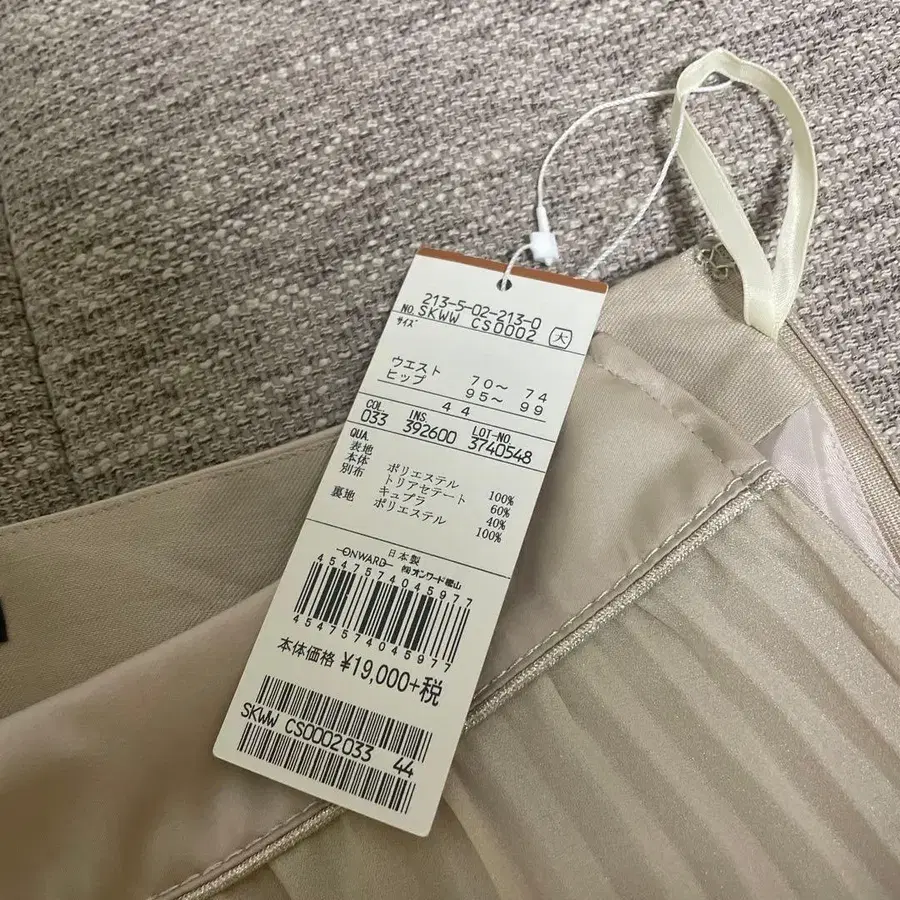 213-5-02-213-0
NO. SKWW CS0002 大
サイズ
ウエスト 70～ 74
ヒップ 95～ 99
44
COL. INS. LOT-NO.
033 392600 3740548
QUA.
表地
本体 ポリエステル 100%
別布 トリアセテート 60%
キュプラ 40%
裏地 ポリエステル 100%
日本製
ONWARD ㈱オンワード樫山
4547574045977
4547574045977
本体価格 ¥19,000+税
SKWW CS0002033 44